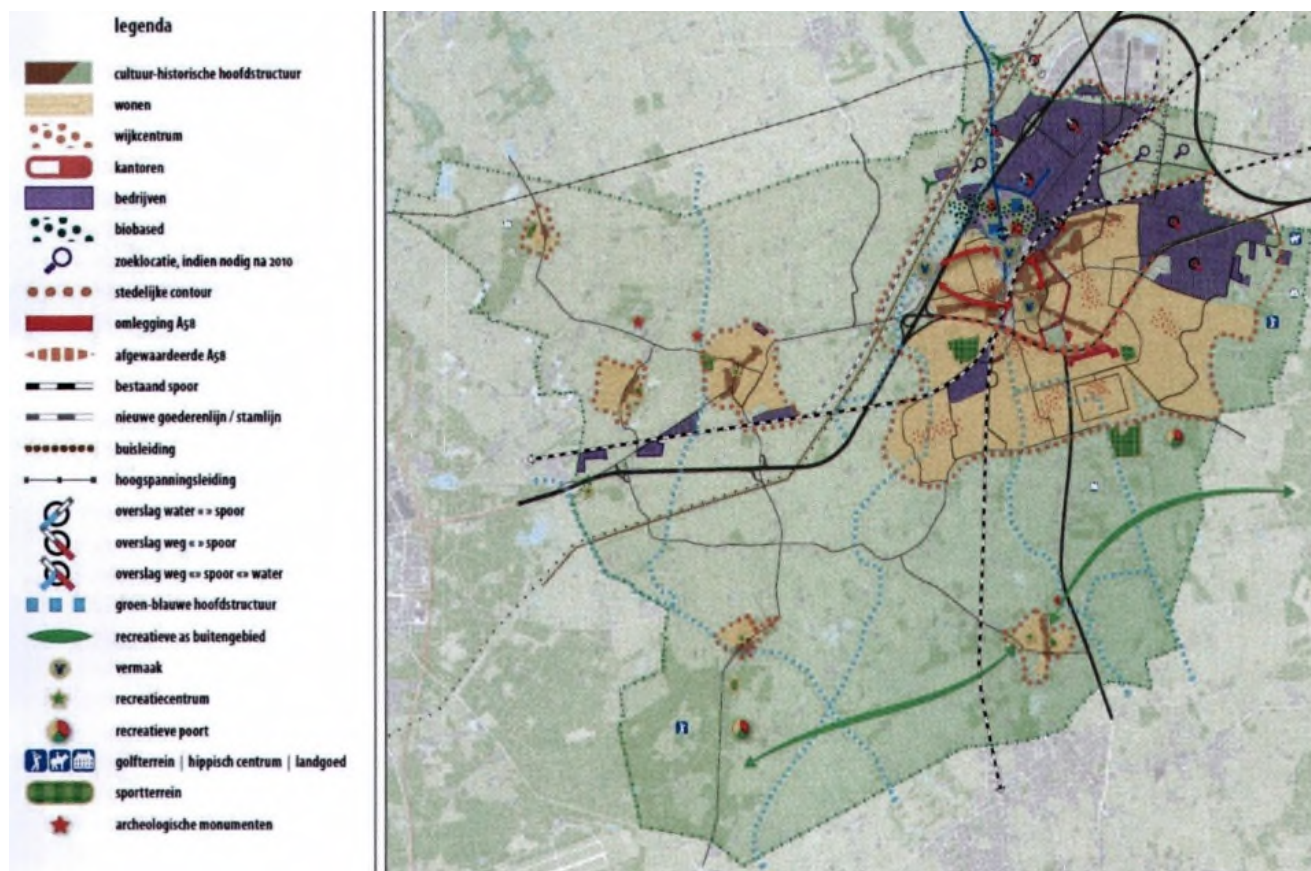 legenda
cultuur-historische hoofdstructuur
wonen
wijkcentrum
kantoren
bedrijven
biobased
zoeklocatie, indien nodig na 2010
stedelijke contour
omlegging A58
afgewaardeerde A58
bestaand spoor
nieuwe goederenlijn / stamlijn
buisleiding
hoogspanningsleiding
overslag water «» spoor
overslag weg «» spoor
overslag weg «» spoor «» water
groen-blauwe hoofdstructuur
recreatieve as buitengebied
vermaak
recreatiecentrum
recreatieve poort
golfterrein | hippisch centrum | landgoed
sportterrein
archeologische monumenten